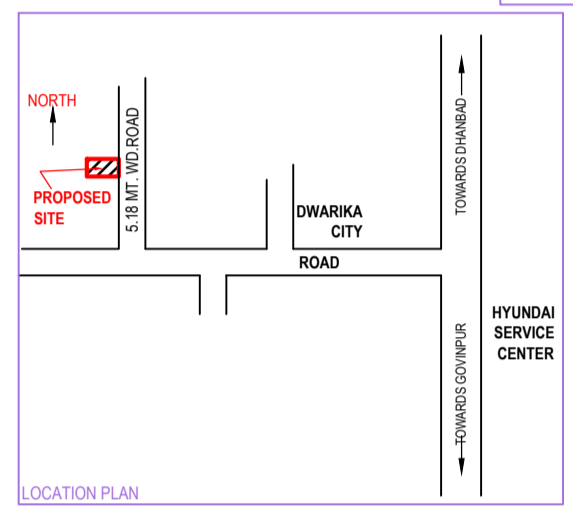 NORTH
PROPOSED
SITE
5.18 MT. WD.ROAD
DWARIKA
CITY
ROAD
TOWARDS DHANBAD
TOWARDS GOVINPUR
HYUNDAI
SERVICE
CENTER
LOCATION PLAN